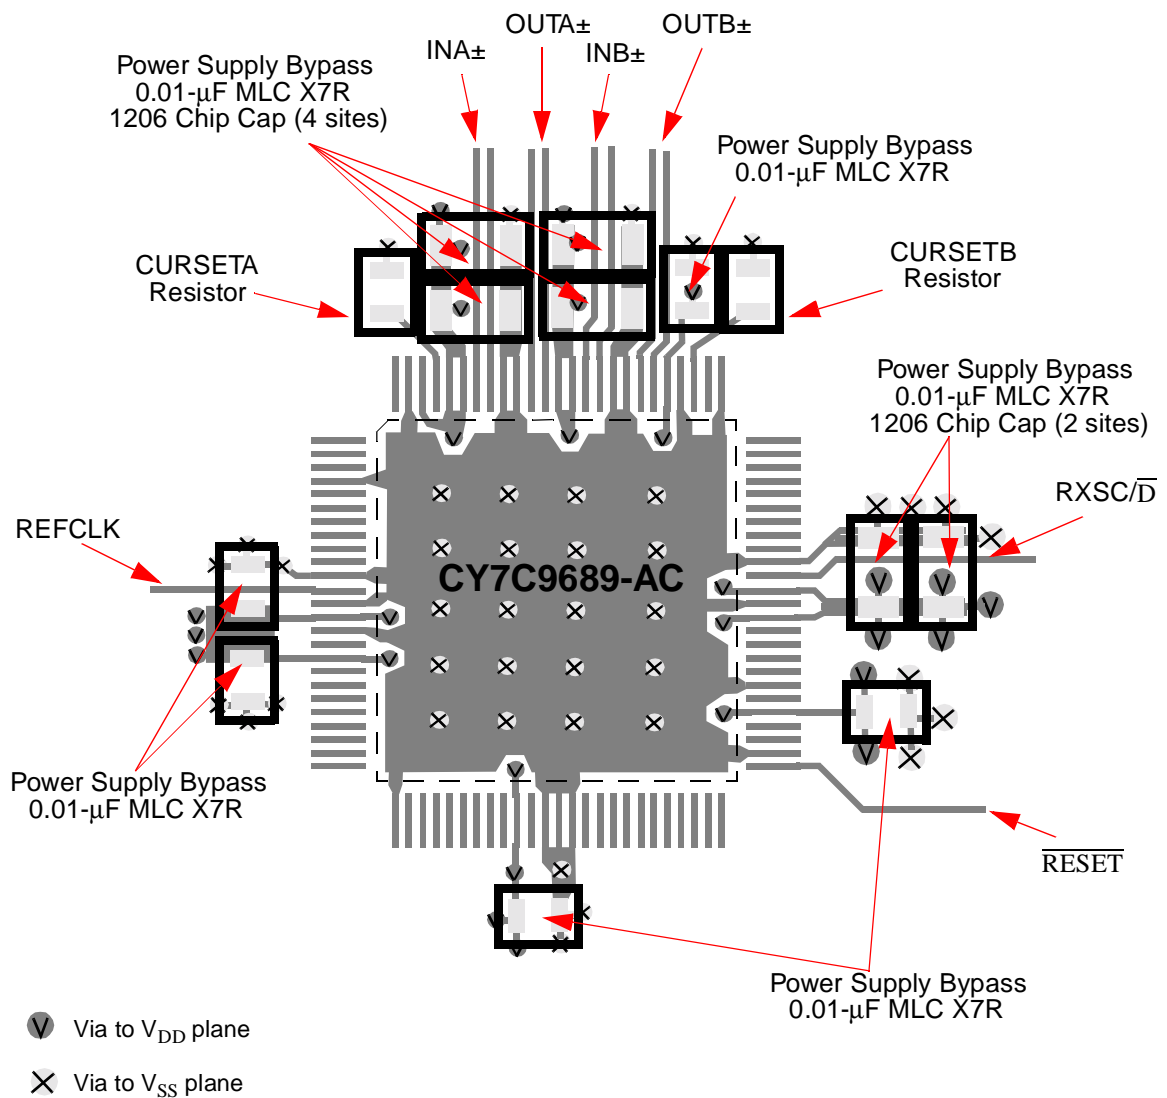 OUTA±
OUTB±
INA±
INB±
Power Supply Bypass
0.01-µF MLC X7R
1206 Chip Cap (4 sites)
Power Supply Bypass
0.01-µF MLC X7R
CURSETA
Resistor
CURSETB
Resistor
Power Supply Bypass
0.01-µF MLC X7R
1206 Chip Cap (2 sites)
RXSC/D̅
REFCLK
CY7C9689-AC
Power Supply Bypass
0.01-µF MLC X7R
R̅E̅S̅E̅T̅
Power Supply Bypass
0.01-µF MLC X7R
V Via to VDD plane
X Via to VSS plane